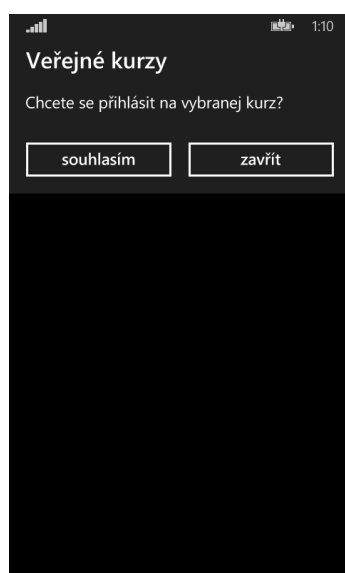 1:10
Veřejné kurzy
Chcete se přihlásit na vybranej kurz?
souhlasím zavřít